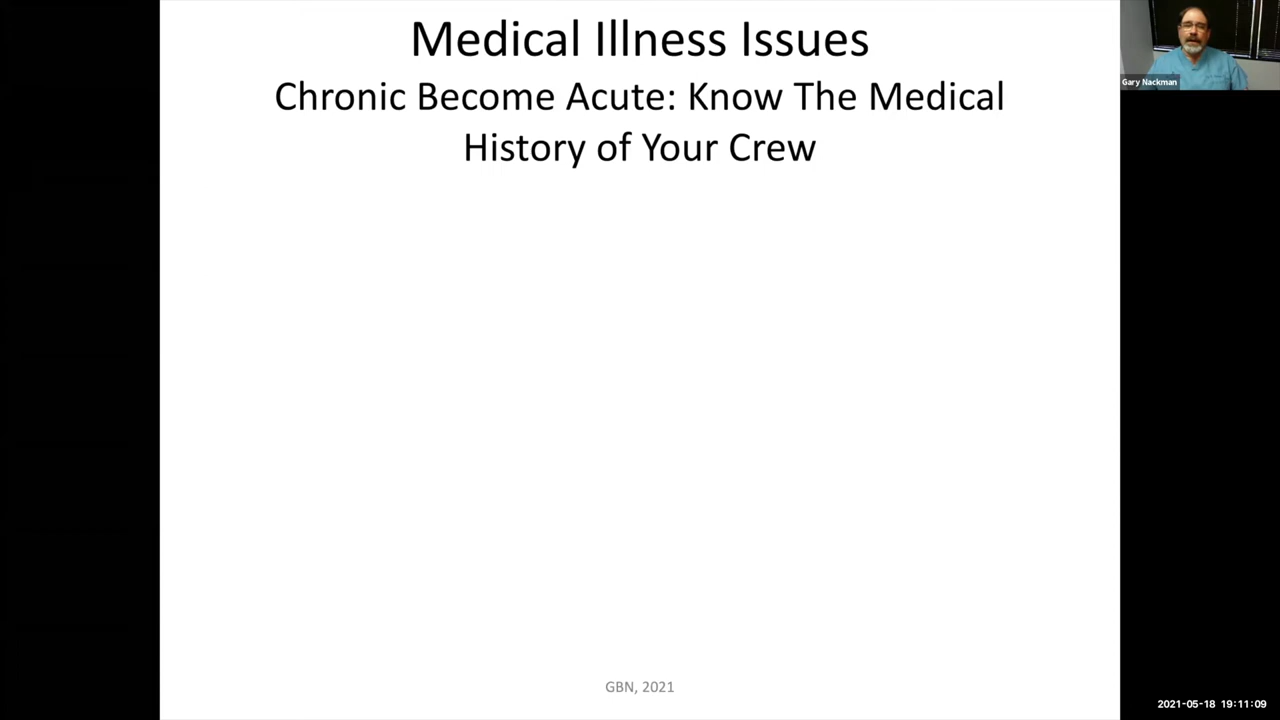 Medical Illness Issues
Chronic Become Acute: Know The Medical
History of Your Crew
Gary Nackman
GBN, 2021
2021-05-18 19:11:09